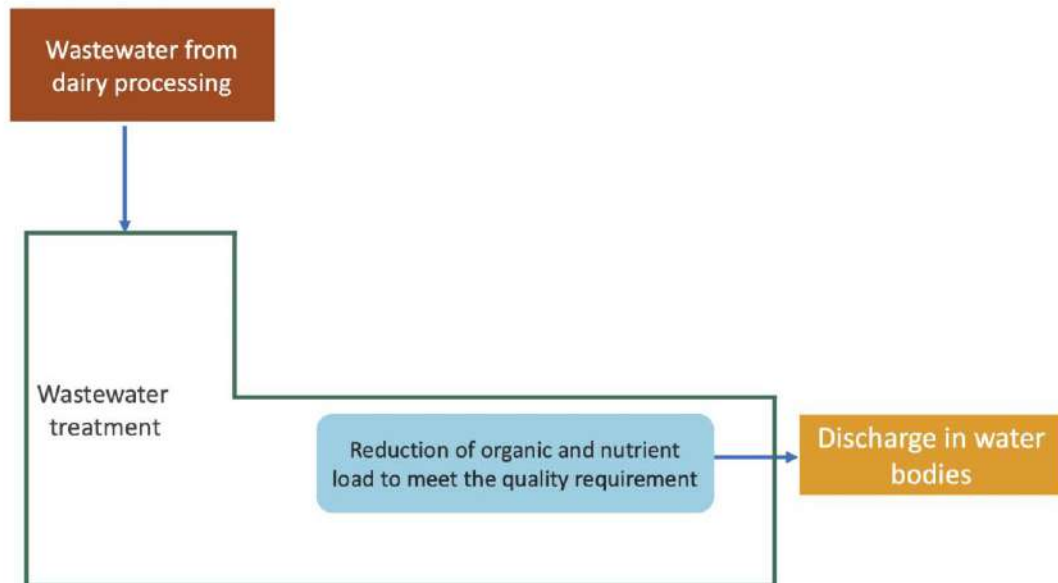 Wastewater from
dairy processing
Wastewater
treatment
Reduction of organic and nutrient
load to meet the quality requirement
Discharge in water
bodies